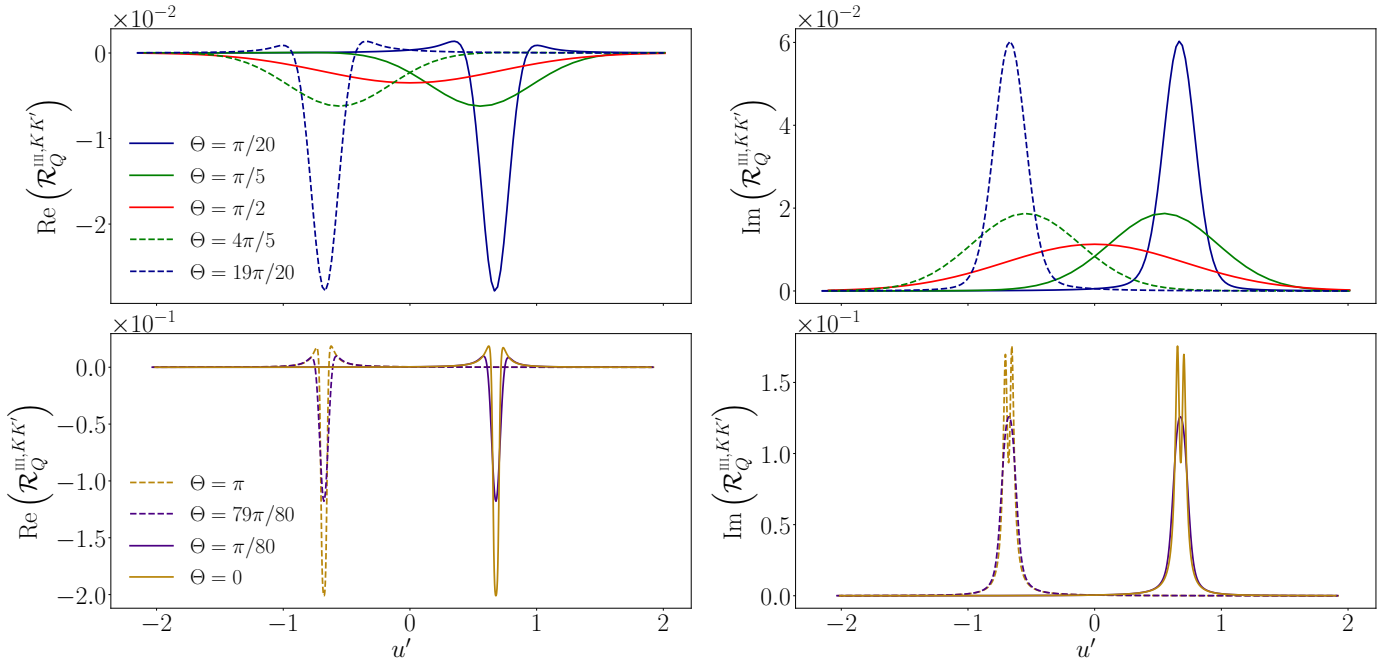 ×10⁻²
Re (𝓡_Q^{III,KK′})
0
−1
−2
Θ = π/20
Θ = π/5
Θ = π/2
Θ = 4π/5
Θ = 19π/20
×10⁻²
Im (𝓡_Q^{III,KK′})
6
4
2
0
×10⁻¹
Re (𝓡_Q^{III,KK′})
0.0
−0.5
−1.0
−1.5
−2.0
Θ = π
Θ = 79π/80
Θ = π/80
Θ = 0
−2 −1 0 1 2
u′
×10⁻¹
Im (𝓡_Q^{III,KK′})
1.5
1.0
0.5
0.0
−2 −1 0 1 2
u′